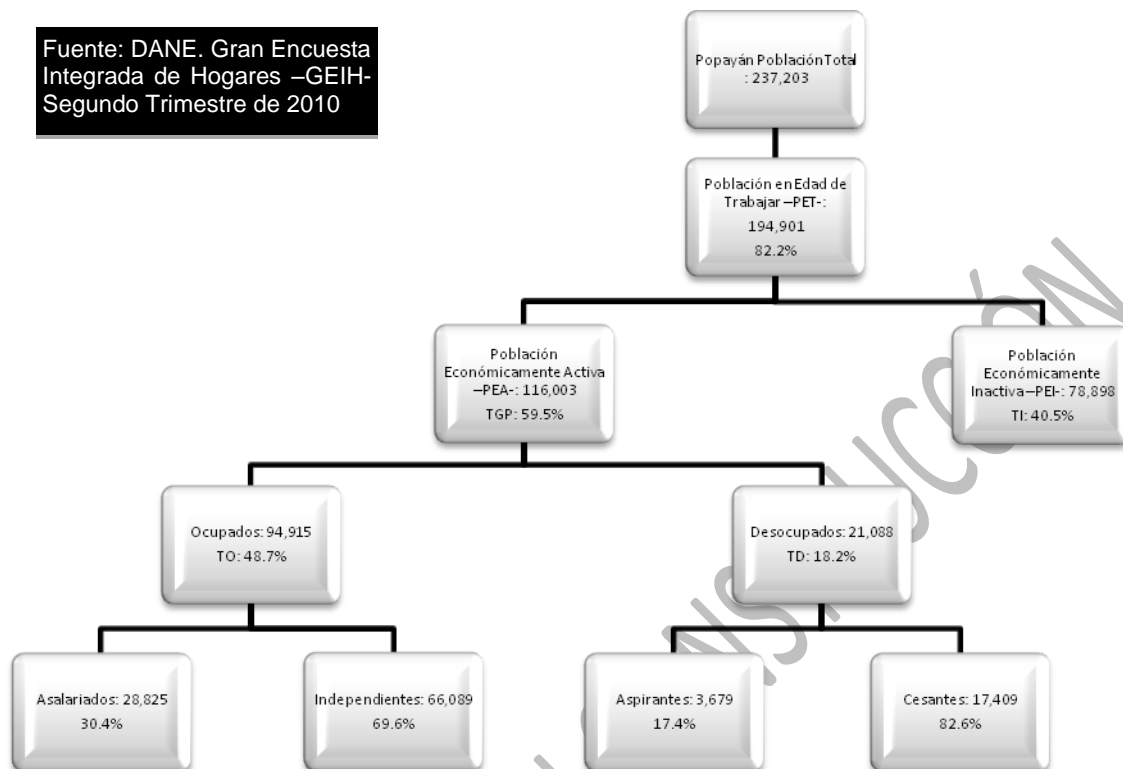 Fuente: DANE. Gran Encuesta
Integrada de Hogares –GEIH-
Segundo Trimestre de 2010
Popayán Población Total
: 237,203
Población en Edad de
Trabajar –PET-:
194,901
82.2%
Población
Económicamente Activa
–PEA-: 116,003
TGP: 59.5%
Población
Económicamente
Inactiva –PEI-: 78,898
TI: 40.5%
Ocupados: 94,915
TO: 48.7%
Desocupados: 21,088
TD: 18.2%
Asalariados: 28,825
30.4%
Independientes: 66,089
69.6%
Aspirantes: 3,679
17.4%
Cesantes: 17,409
82.6%